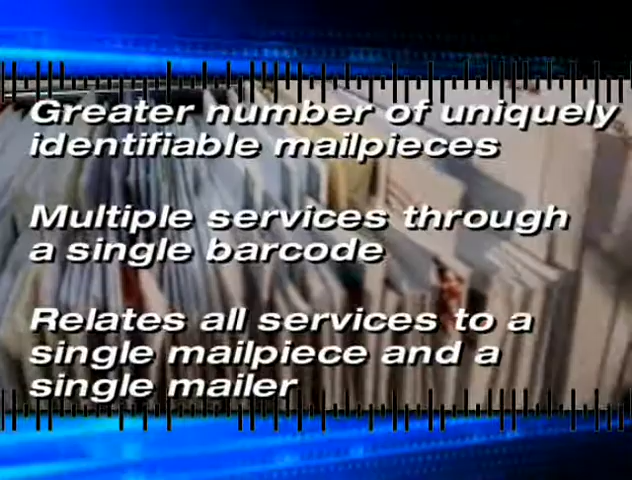 Greater number of uniquely
identifiable mailpieces
Multiple services through
a single barcode
Relates all services to a
single mailpiece and a
single mailer